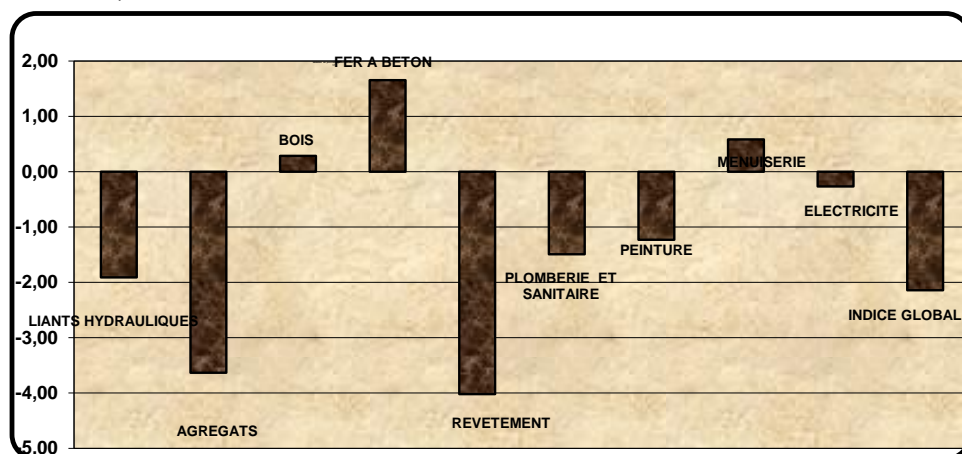 2,00
1,00
0,00
-1,00
-2,00
-3,00
-4,00
-5,00
LIANTS HYDRAULIQUES
AGREGATS
BOIS
FER A BETON
REVETEMENT
PLOMBERIE ET
SANITAIRE
PEINTURE
MENUISERIE
ELECTRICITE
INDICE GLOBAL